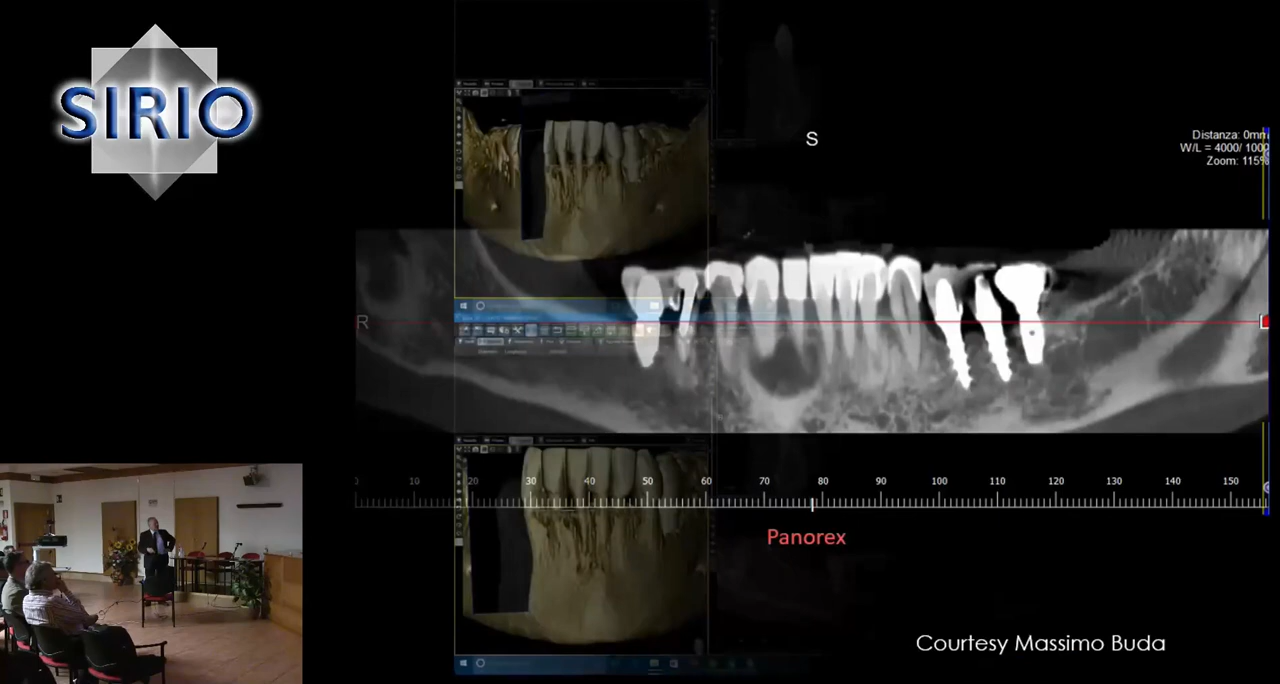 SIRIO
S
Distanza: 0mm
W/L = 4000/ 1000
Zoom: 115%
R
0 10 20 30 40 50 60 70 80 90 100 110 120 130 140 150
Panorex
Courtesy Massimo Buda